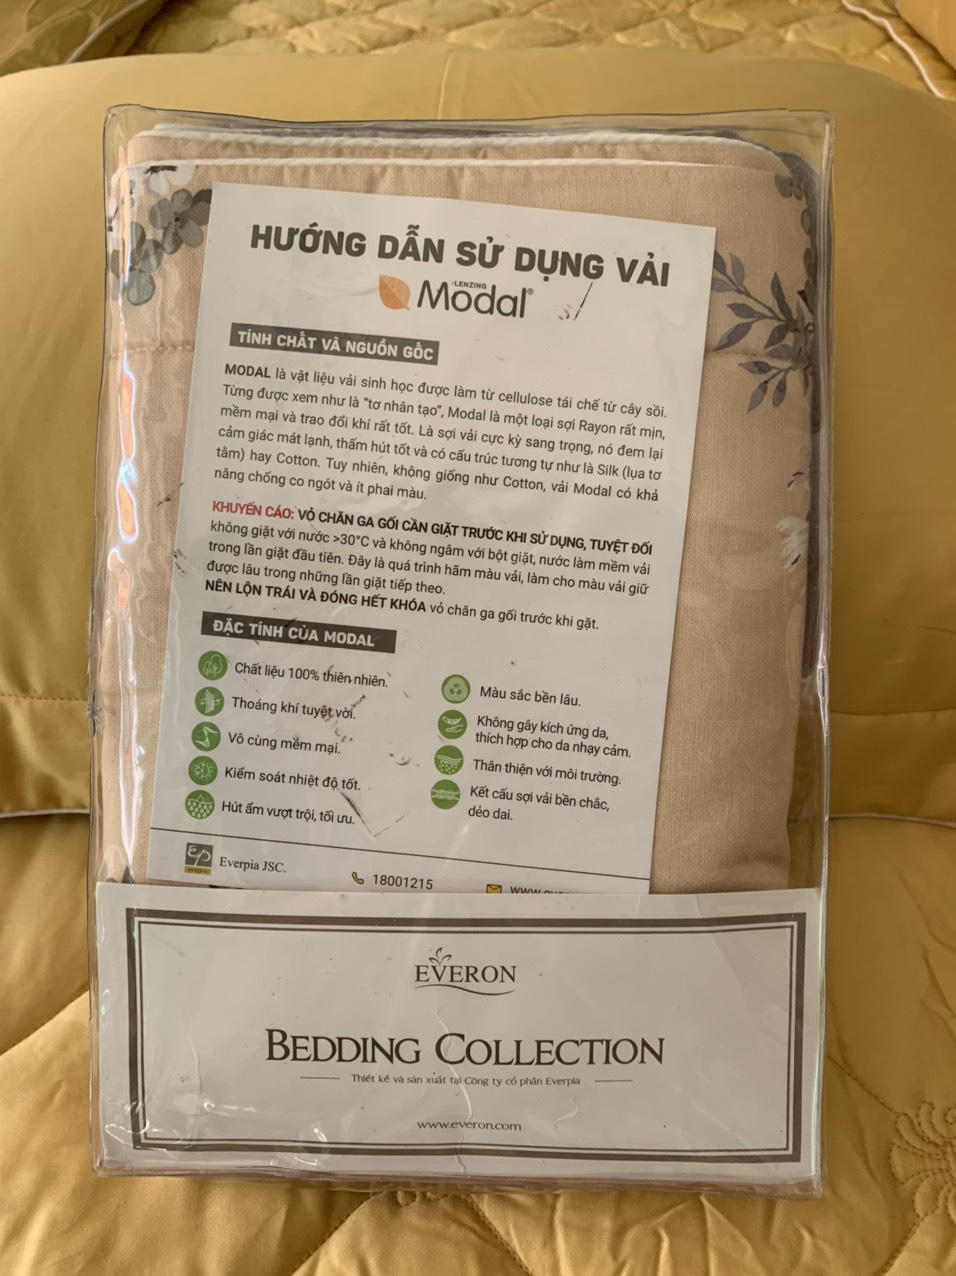 HƯỚNG DẪN SỬ DỤNG VẢI
LENZING
Modal®
TÍNH CHẤT VÀ NGUỒN GỐC
MODAL là vật liệu vải sinh học được làm từ cellulose tái chế từ cây sồi.
Từng được xem như là "tơ nhân tạo", Modal là một loại sợi Rayon rất mịn,
mềm mại và trao đổi khí rất tốt. Là sợi vải cực kỳ sang trọng, nó đem lại
cảm giác mát lạnh, thấm hút tốt và có cấu trúc tương tự như là Silk (lụa tơ
tằm) hay Cotton. Tuy nhiên, không giống như Cotton, vải Modal có khả
năng chống co ngót và ít phai màu.
KHUYẾN CÁO: VỎ CHĂN GA GỐI CẦN GIẶT TRƯỚC KHI SỬ DỤNG, TUYỆT ĐỐI
không giặt với nước >30°C và không ngâm với bột giặt, nước làm mềm vải
trong lần giặt đầu tiên. Đây là quá trình hãm màu vải, làm cho màu vải giữ
được lâu trong những lần giặt tiếp theo.
NÊN LỘN TRÁI VÀ ĐÓNG HẾT KHÓA vỏ chăn ga gối trước khi gặt.
ĐẶC TÍNH CỦA MODAL
Chất liệu 100% thiên nhiên.
Thoáng khí tuyệt vời.
Vô cùng mềm mại.
Kiểm soát nhiệt độ tốt.
Hút ẩm vượt trội, tối ưu.
Màu sắc bền lâu.
Không gây kích ứng da,
thích hợp cho da nhạy cảm.
Thân thiện với môi trường.
Kết cấu sợi vải bền chắc,
dẻo dai.
Everpia JSC.
18001215
EVERON
BEDDING COLLECTION
Thiết kế và sản xuất tại Công ty cổ phần Everpia
www.everon.com